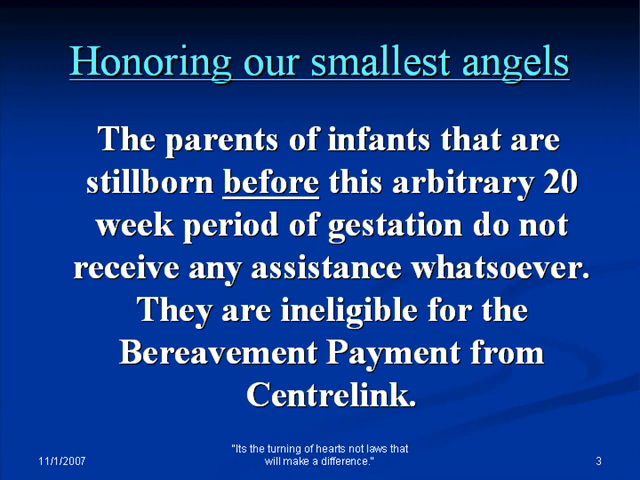 Honoring our smallest angels
The parents of infants that are
stillborn before this arbitrary 20
week period of gestation do not
receive any assistance whatsoever.
They are ineligible for the
Bereavement Payment from
Centrelink.
11/1/2007
"Its the turning of hearts not laws that
will make a difference."
3